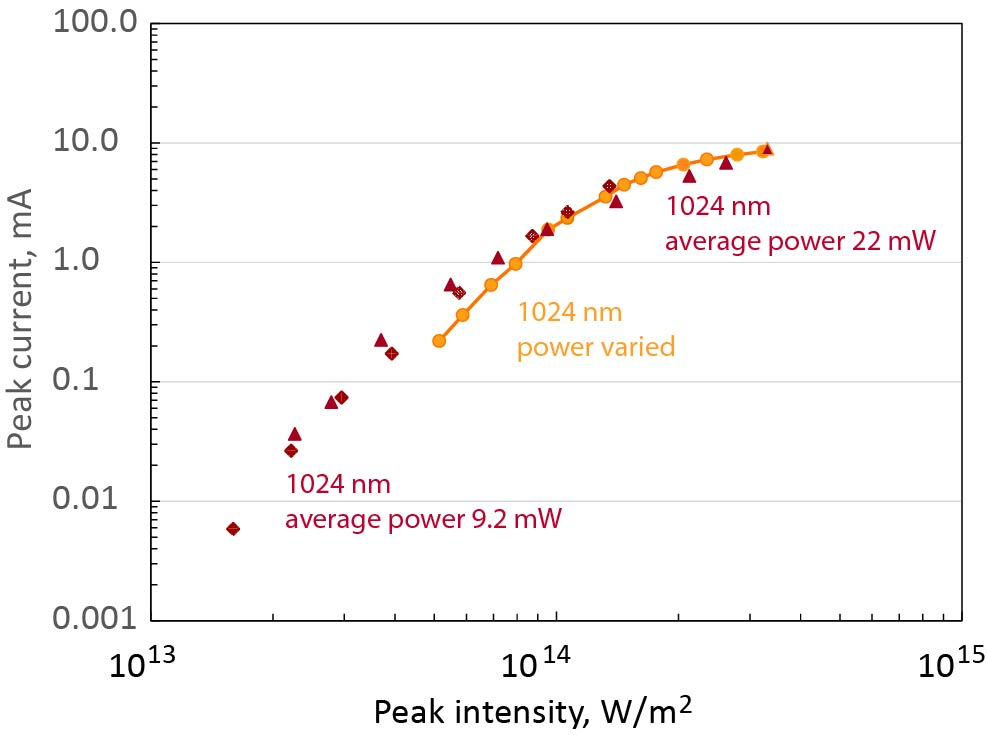 100.0
10.0
1.0
0.1
0.01
0.001
Peak current, mA
1024 nm
average power 22 mW
1024 nm
power varied
1024 nm
average power 9.2 mW
10¹³
10¹⁴
10¹⁵
Peak intensity, W/m²